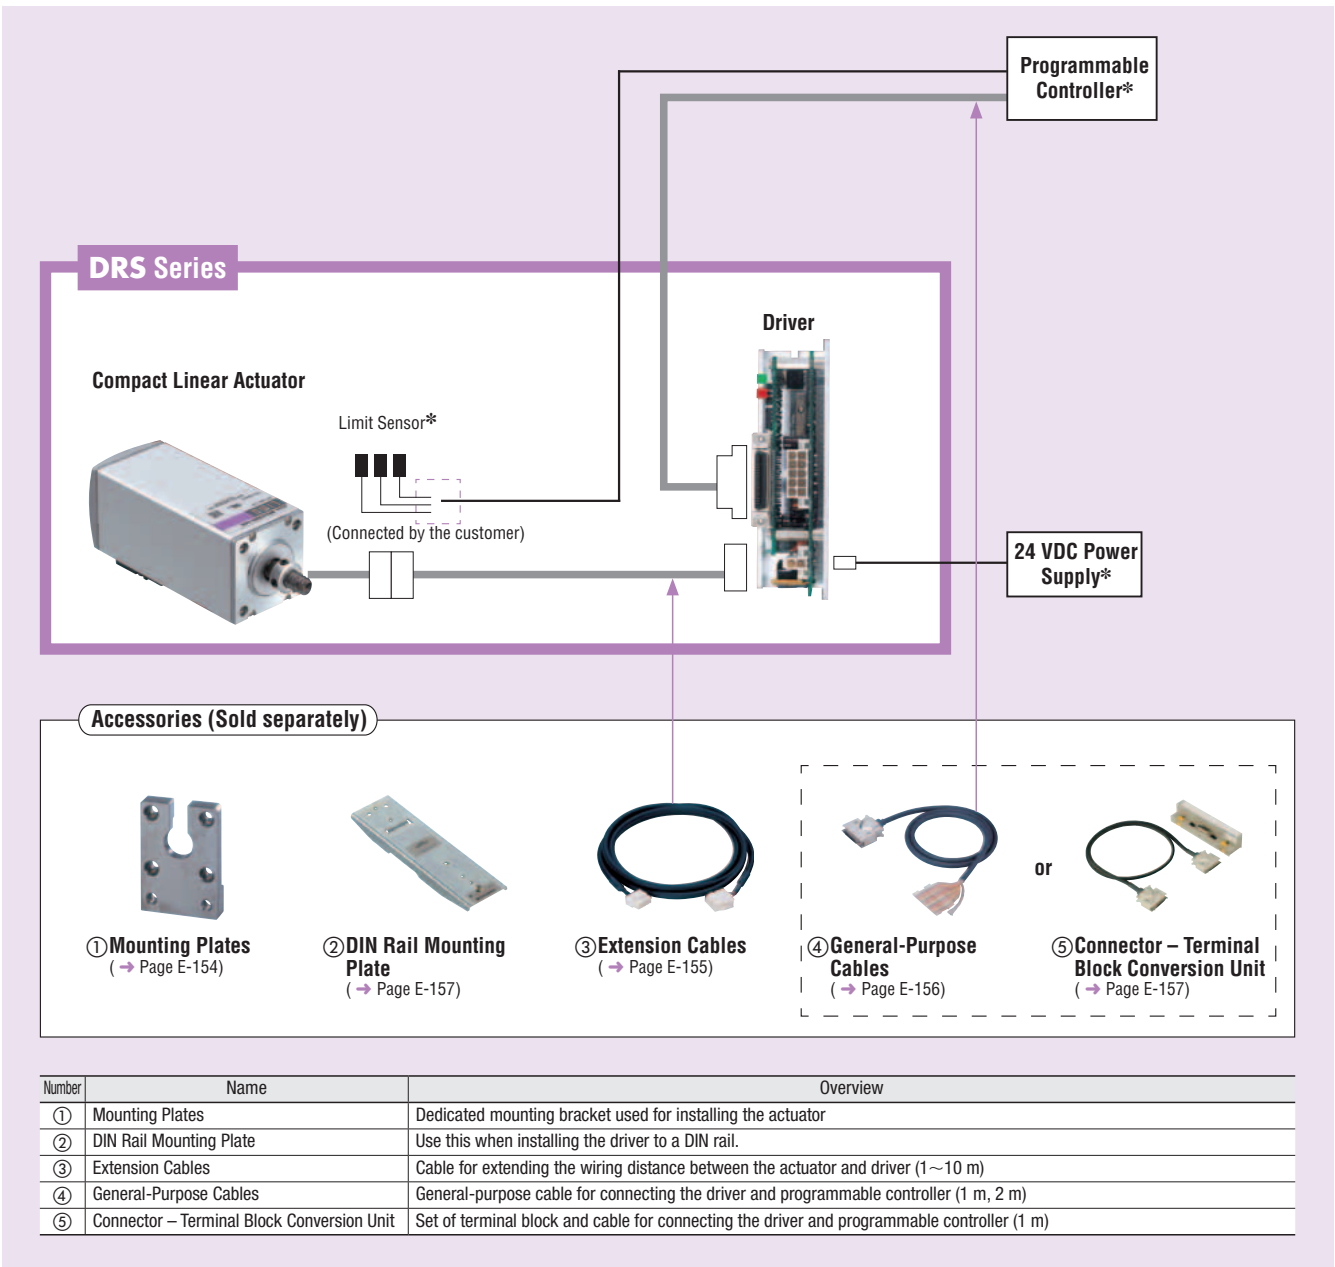 Programmable
Controller*
DRS Series
Driver
Compact Linear Actuator
Limit Sensor*
(Connected by the customer)
24 VDC Power
Supply*
Accessories (Sold separately)
or
①Mounting Plates
( → Page E-154)
②DIN Rail Mounting
Plate
( → Page E-157)
③Extension Cables
( → Page E-155)
④General-Purpose
Cables
( → Page E-156)
⑤Connector – Terminal
Block Conversion Unit
( → Page E-157)
Number Name Overview
① Mounting Plates Dedicated mounting bracket used for installing the actuator
② DIN Rail Mounting Plate Use this when installing the driver to a DIN rail.
③ Extension Cables Cable for extending the wiring distance between the actuator and driver (1～10 m)
④ General-Purpose Cables General-purpose cable for connecting the driver and programmable controller (1 m, 2 m)
⑤ Connector – Terminal Block Conversion Unit Set of terminal block and cable for connecting the driver and programmable controller (1 m)